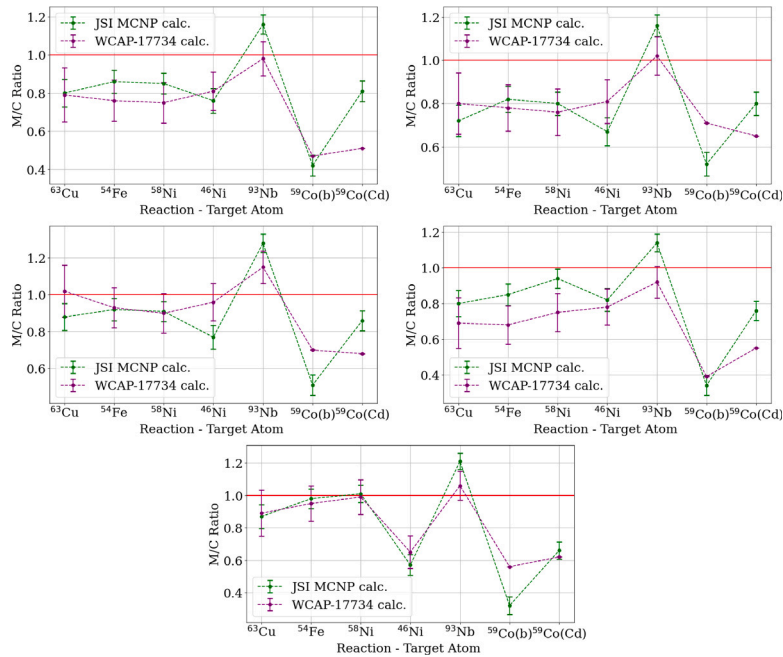 JSI MCNP calc.
WCAP-17734 calc.
M/C Ratio
1.2
1.0
0.8
0.6
0.4
⁶³Cu ⁵⁴Fe ⁵⁸Ni ⁴⁶Ni ⁹³Nb ⁵⁹Co(b) ⁵⁹Co(Cd)
Reaction - Target Atom
JSI MCNP calc.
WCAP-17734 calc.
M/C Ratio
1.2
1.0
0.8
0.6
⁶³Cu ⁵⁴Fe ⁵⁸Ni ⁴⁶Ni ⁹³Nb ⁵⁹Co(b) ⁵⁹Co(Cd)
Reaction - Target Atom
M/C Ratio
1.2
1.0
0.8
0.6
JSI MCNP calc.
WCAP-17734 calc.
⁶³Cu ⁵⁴Fe ⁵⁸Ni ⁴⁶Ni ⁹³Nb ⁵⁹Co(b) ⁵⁹Co(Cd)
Reaction - Target Atom
M/C Ratio
1.2
1.0
0.8
0.6
0.4
JSI MCNP calc.
WCAP-17734 calc.
⁶³Cu ⁵⁴Fe ⁵⁸Ni ⁴⁶Ni ⁹³Nb ⁵⁹Co(b) ⁵⁹Co(Cd)
Reaction - Target Atom
M/C Ratio
1.2
1.0
0.8
0.6
0.4
JSI MCNP calc.
WCAP-17734 calc.
⁶³Cu ⁵⁴Fe ⁵⁸Ni ⁴⁶Ni ⁹³Nb ⁵⁹Co(b) ⁵⁹Co(Cd)
Reaction - Target Atom